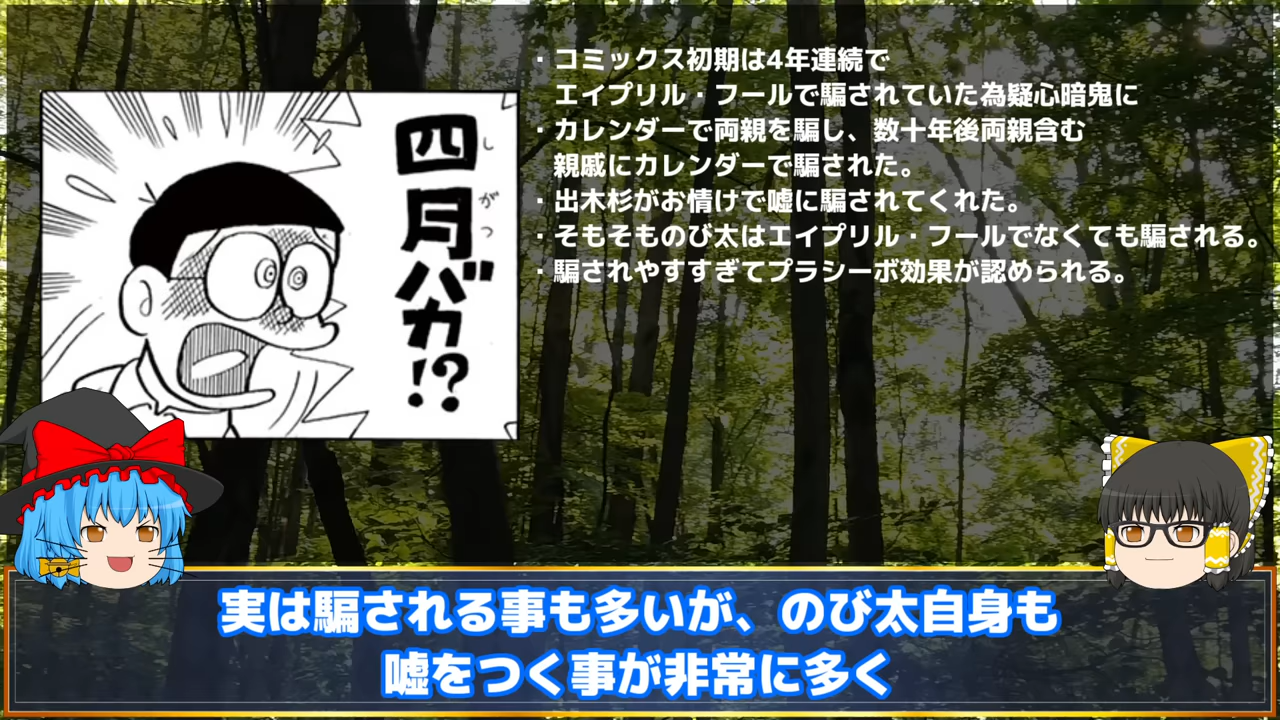 四月バカ!?
しがつ
・コミックス初期は4年連続で
エイプリル・フールで騙されていた為疑心暗鬼に
・カレンダーで両親を騙し、数十年後両親含む
親戚にカレンダーで騙された。
・出木杉がお情けで嘘に騙されてくれた。
・そもそものび太はエイプリル・フールでなくても騙される。
・騙されやすすぎてプラシーボ効果が認められる。
実は騙される事も多いが、のび太自身も
嘘をつく事が非常に多く